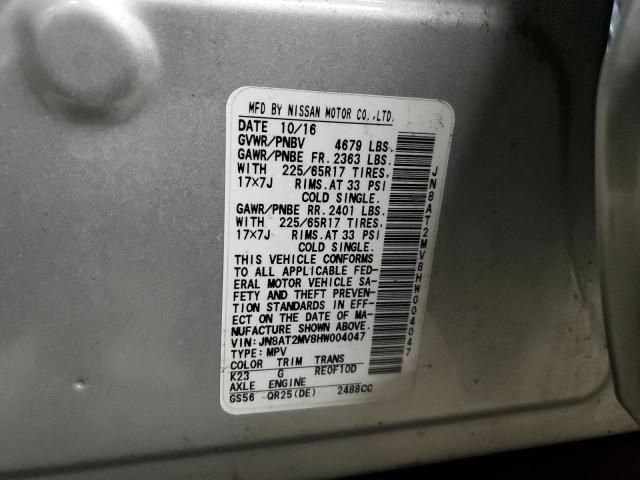 MFD BY NISSAN MOTOR CO.,LTD.
DATE 10/16
GVWR/PNBV 4679 LBS.
GAWR/PNBE FR. 2363 LBS.
WITH 225/65R17 TIRES.
17×7J RIMS.AT 33 PSI
COLD SINGLE.
GAWR/PNBE RR. 2401 LBS.
WITH 225/65R17 TIRES.
17×7J RIMS.AT 33 PSI
COLD SINGLE.
THIS VEHICLE CONFORMS
TO ALL APPLICABLE FED-
ERAL MOTOR VEHICLE SA-
FETY AND THEFT PREVEN-
TION STANDARDS IN EFF-
ECT ON THE DATE OF MA-
NUFACTURE SHOWN ABOVE.
VIN:JN8AT2MV8HW004047
TYPE:MPV
COLOR TRIM TRANS
K23 G RE0F10D
AXLE ENGINE
GS56 QR25(DE) 2488CC
JN8AT2MV8HW004047